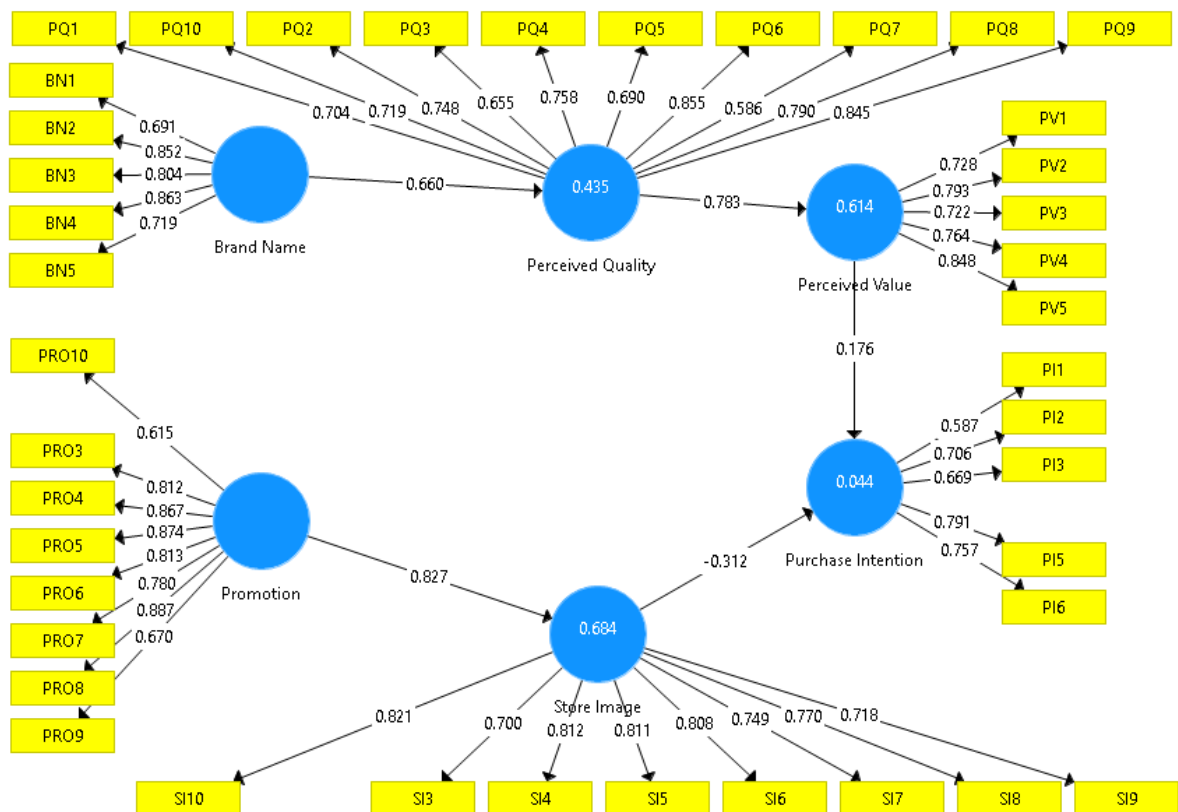 PQ1 PQ10 PQ2 PQ3 PQ4 PQ5 PQ6 PQ7 PQ8 PQ9
0.704 0.719 0.748 0.655 0.758 0.690 0.855 0.586 0.790 0.845
BN1
BN2
BN3
BN4
BN5
0.691
0.852
0.804
0.863
0.719
Brand Name
0.660
0.435
Perceived Quality
0.783
0.614
Perceived Value
0.728
0.793
0.722
0.764
0.848
PV1
PV2
PV3
PV4
PV5
0.176
PRO10
PRO3
PRO4
PRO5
PRO6
PRO7
PRO8
PRO9
0.615
0.812
0.867
0.874
0.813
0.780
0.887
0.670
Promotion
0.827
0.684
Store Image
-0.312
0.044
Purchase Intention
0.587
0.706
0.669
0.791
0.757
PI1
PI2
PI3
PI5
PI6
0.821 0.700 0.812 0.811 0.808 0.749 0.770 0.718
SI10 SI3 SI4 SI5 SI6 SI7 SI8 SI9